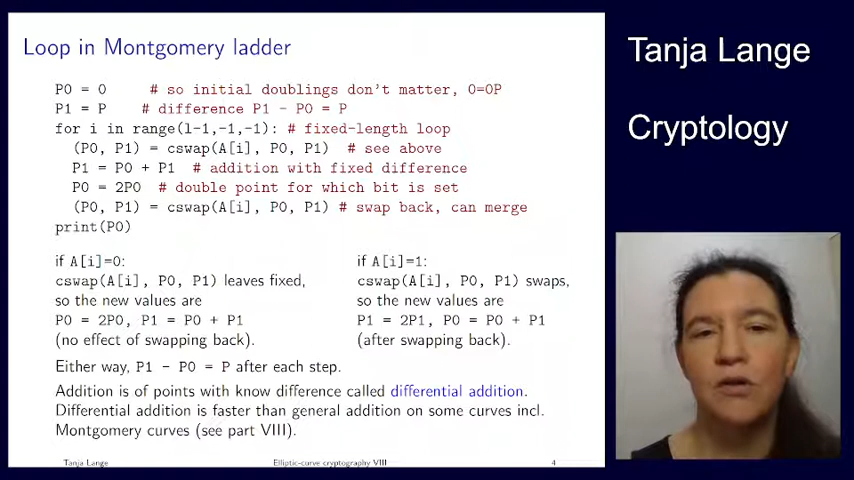 Loop in Montgomery ladder
P0 = 0 # so initial doublings don't matter, 0=0P
P1 = P # difference P1 - P0 = P
for i in range(l-1,-1,-1): # fixed-length loop
(P0, P1) = cswap(A[i], P0, P1) # see above
P1 = P0 + P1 # addition with fixed difference
P0 = 2P0 # double point for which bit is set
(P0, P1) = cswap(A[i], P0, P1) # swap back, can merge
print(P0)
if A[i]=0:
cswap(A[i], P0, P1) leaves fixed,
so the new values are
P0 = 2P0, P1 = P0 + P1
(no effect of swapping back).
if A[i]=1:
cswap(A[i], P0, P1) swaps,
so the new values are
P1 = 2P1, P0 = P0 + P1
(after swapping back).
Either way, P1 - P0 = P after each step.
Addition is of points with know difference called differential addition.
Differential addition is faster than general addition on some curves incl.
Montgomery curves (see part VIII).
Tanja Lange Elliptic-curve cryptography VIII 4
Tanja Lange
Cryptology